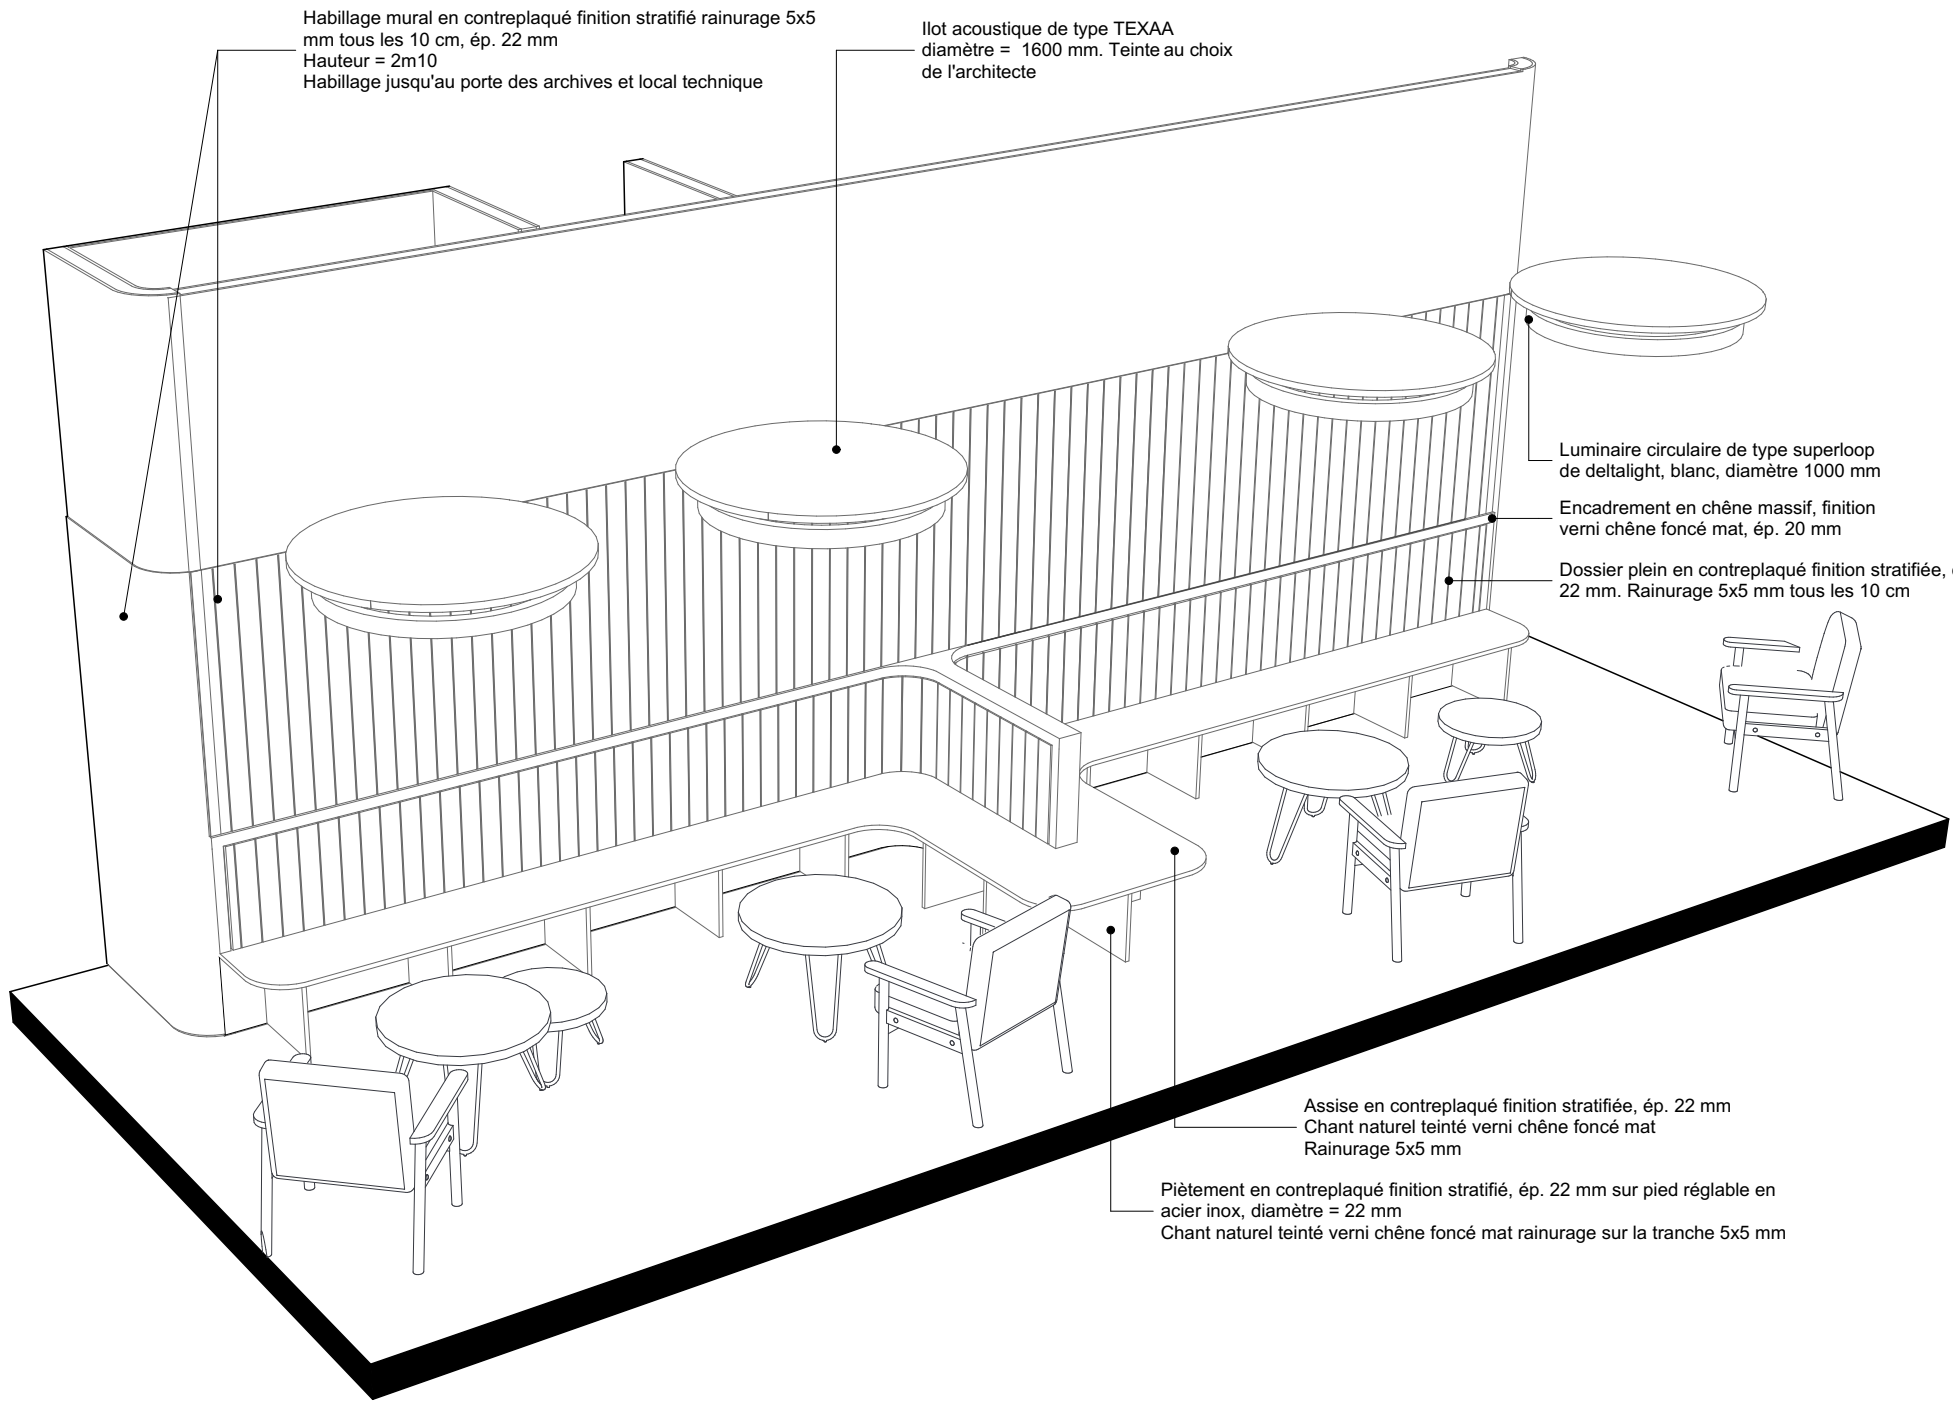 Habillage mural en contreplaqué finition stratifié rainurage 5x5
mm tous les 10 cm, ép. 22 mm
Hauteur = 2m10
Habillage jusqu'au porte des archives et local technique
Ilot acoustique de type TEXAA
diamètre =  1600 mm. Teinte au choix
de l'architecte
Luminaire circulaire de type superloop
de deltalight, blanc, diamètre 1000 mm
Encadrement en chêne massif, finition
verni chêne foncé mat, ép. 20 mm
Dossier plein en contreplaqué finition stratifiée,
22 mm. Rainurage 5x5 mm tous les 10 cm
Assise en contreplaqué finition stratifiée, ép. 22 mm
Chant naturel teinté verni chêne foncé mat
Rainurage 5x5 mm
Piètement en contreplaqué finition stratifié, ép. 22 mm sur pied réglable en
acier inox, diamètre = 22 mm
Chant naturel teinté verni chêne foncé mat rainurage sur la tranche 5x5 mm